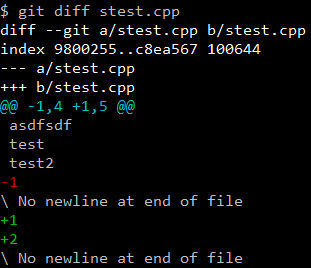 $ git diff stest.cpp
diff --git a/stest.cpp b/stest.cpp
index 9800255..c8ea567 100644
--- a/stest.cpp
+++ b/stest.cpp
@@ -1,4 +1,5 @@
 asdfsdf
 test
 test2
-1
\ No newline at end of file
+1
+2
\ No newline at end of file